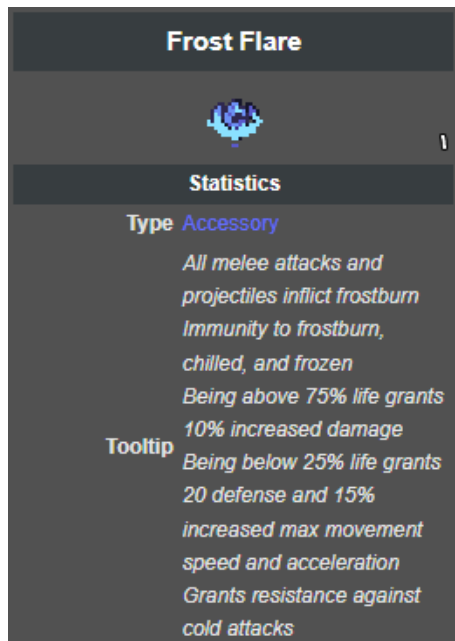 Frost Flare
1
Statistics
Type Accessory
All melee attacks and
projectiles inflict frostburn
Immunity to frostburn,
chilled, and frozen
Being above 75% life grants
10% increased damage
Tooltip
Being below 25% life grants
20 defense and 15%
increased max movement
speed and acceleration
Grants resistance against
cold attacks